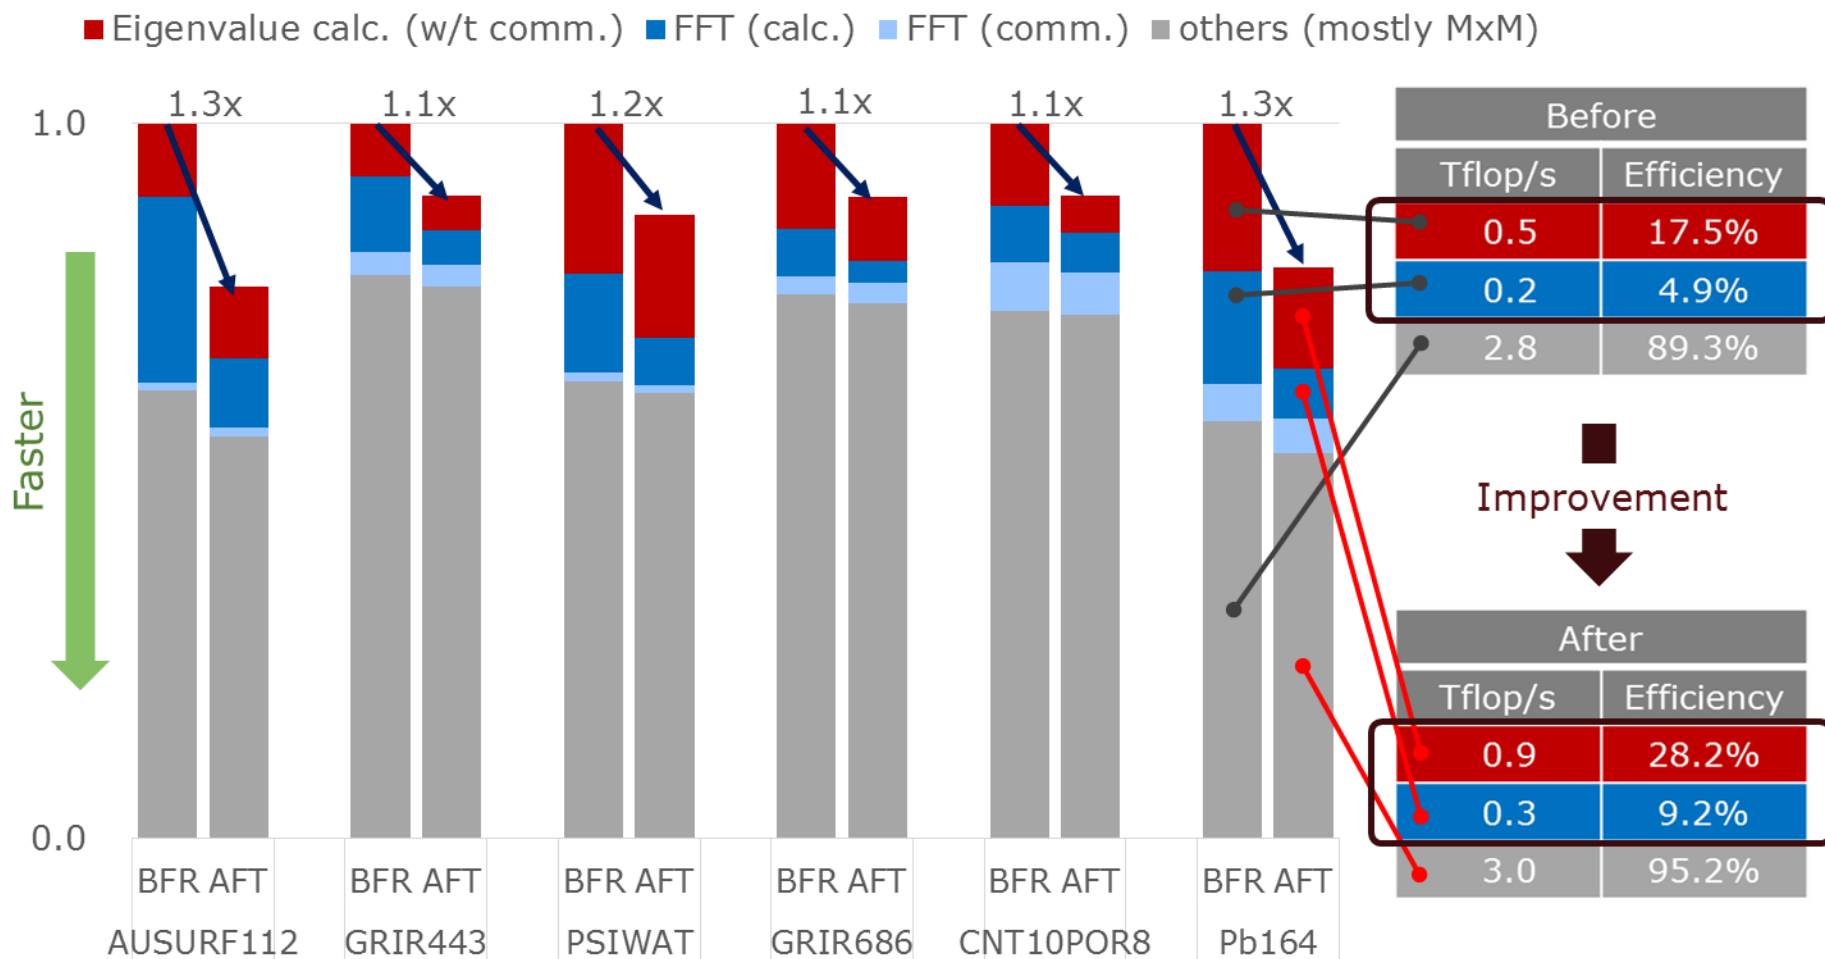 Eigenvalue calc. (w/t comm.) FFT (calc.) FFT (comm.) others (mostly MxM)
1.0
0.0
Faster
1.3x 1.1x 1.2x 1.1x 1.1x 1.3x
BFR AFT BFR AFT BFR AFT BFR AFT BFR AFT BFR AFT
AUSURF112 GRIR443 PSIWAT GRIR686 CNT10POR8 Pb164
Before
Tflop/s Efficiency
0.5 17.5%
0.2 4.9%
2.8 89.3%
Improvement
After
Tflop/s Efficiency
0.9 28.2%
0.3 9.2%
3.0 95.2%